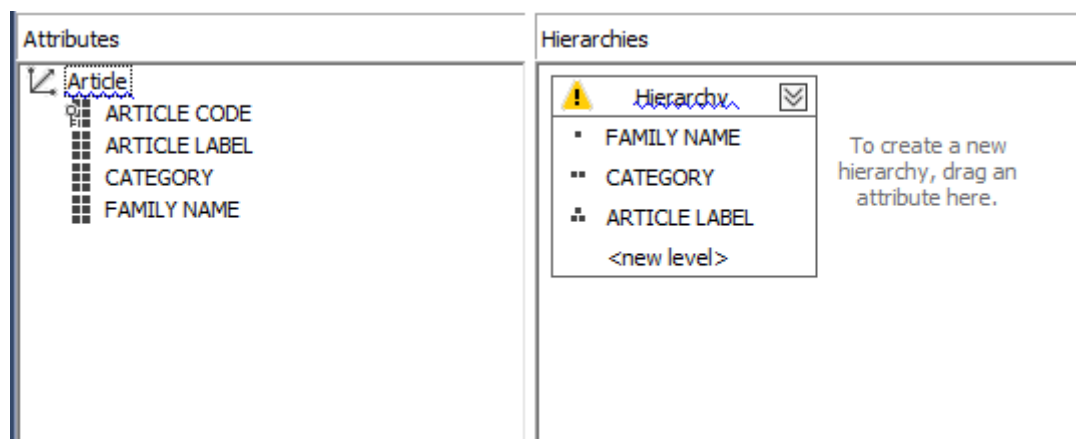 Attributes
Article
ARTICLE CODE
ARTICLE LABEL
CATEGORY
FAMILY NAME
Hierarchies
Hierarchy
FAMILY NAME
CATEGORY
ARTICLE LABEL
<new level>
To create a new
hierarchy, drag an
attribute here.